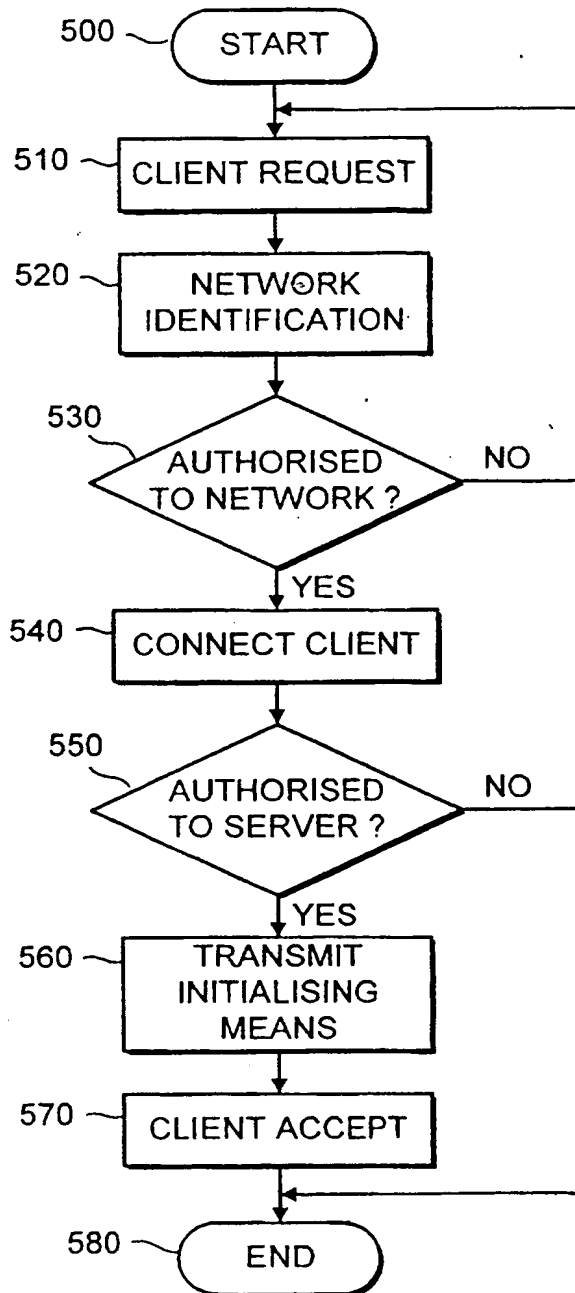 500
START
510
CLIENT REQUEST
520
NETWORK
IDENTIFICATION
530
AUTHORISED
TO NETWORK ?
NO
YES
540
CONNECT CLIENT
550
AUTHORISED
TO SERVER ?
NO
YES
560
TRANSMIT
INITIALISING
MEANS
570
CLIENT ACCEPT
580
END